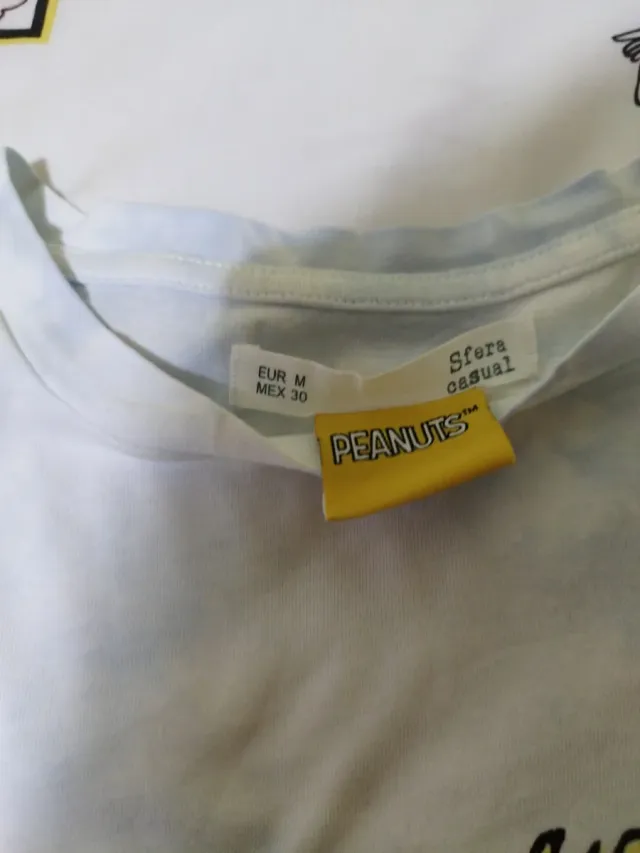 EUR M
MEX 30
Sfera
casual
PEANUTS™